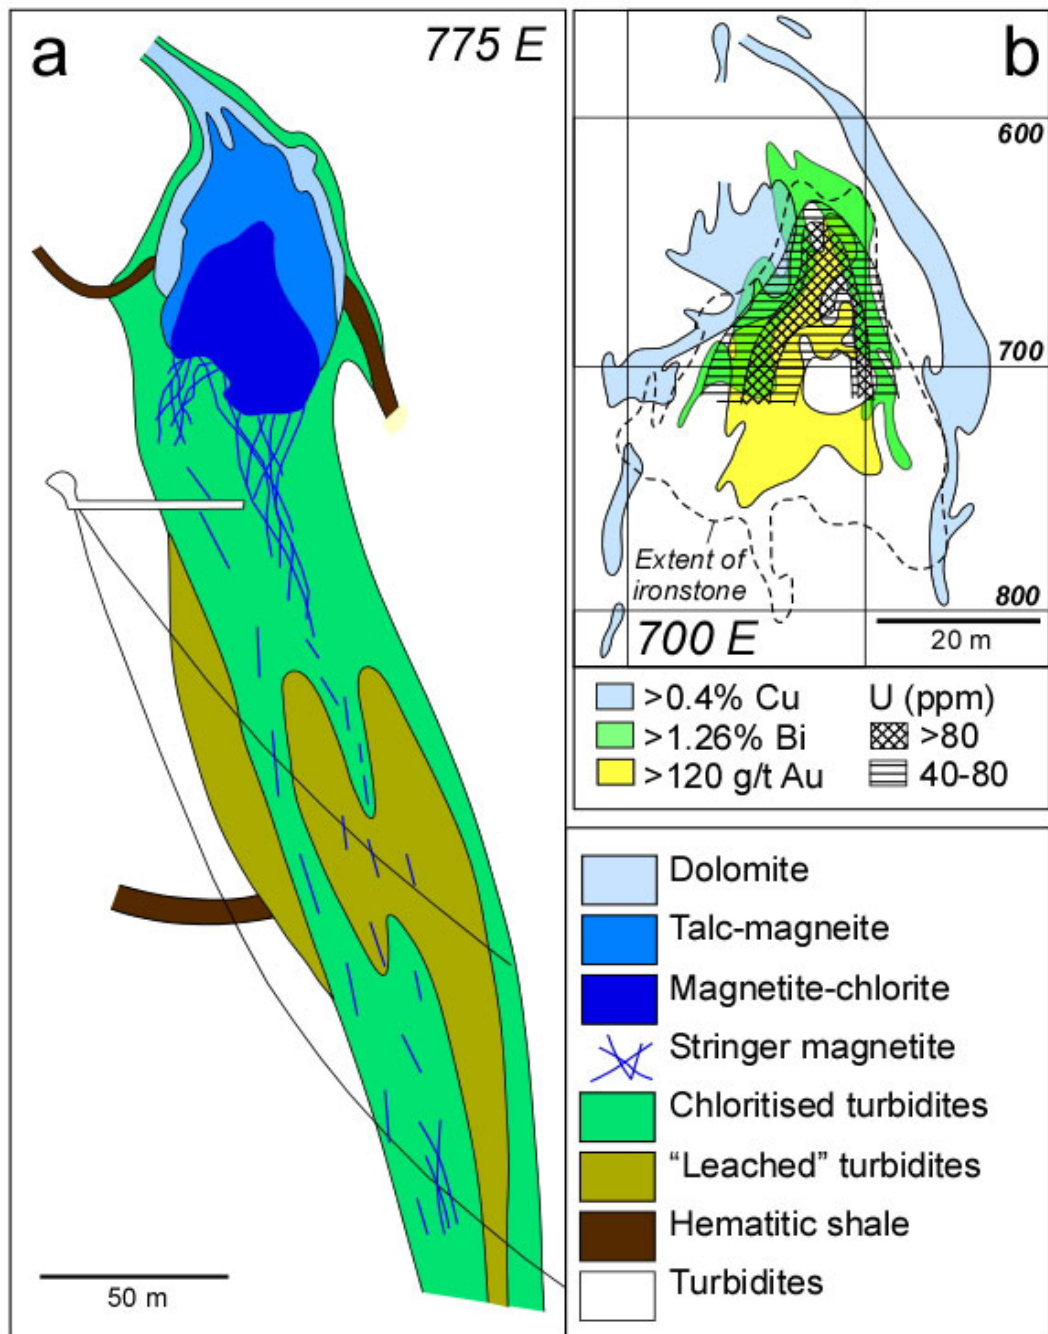 a
775 E
50 m
b
600
700
800
Extent of
ironstone
700 E
20 m
>0.4% Cu
>1.26% Bi
>120 g/t Au
U (ppm)
>80
40-80
Dolomite
Talc-magneite
Magnetite-chlorite
Stringer magnetite
Chloritised turbidites
“Leached” turbidites
Hematitic shale
Turbidites